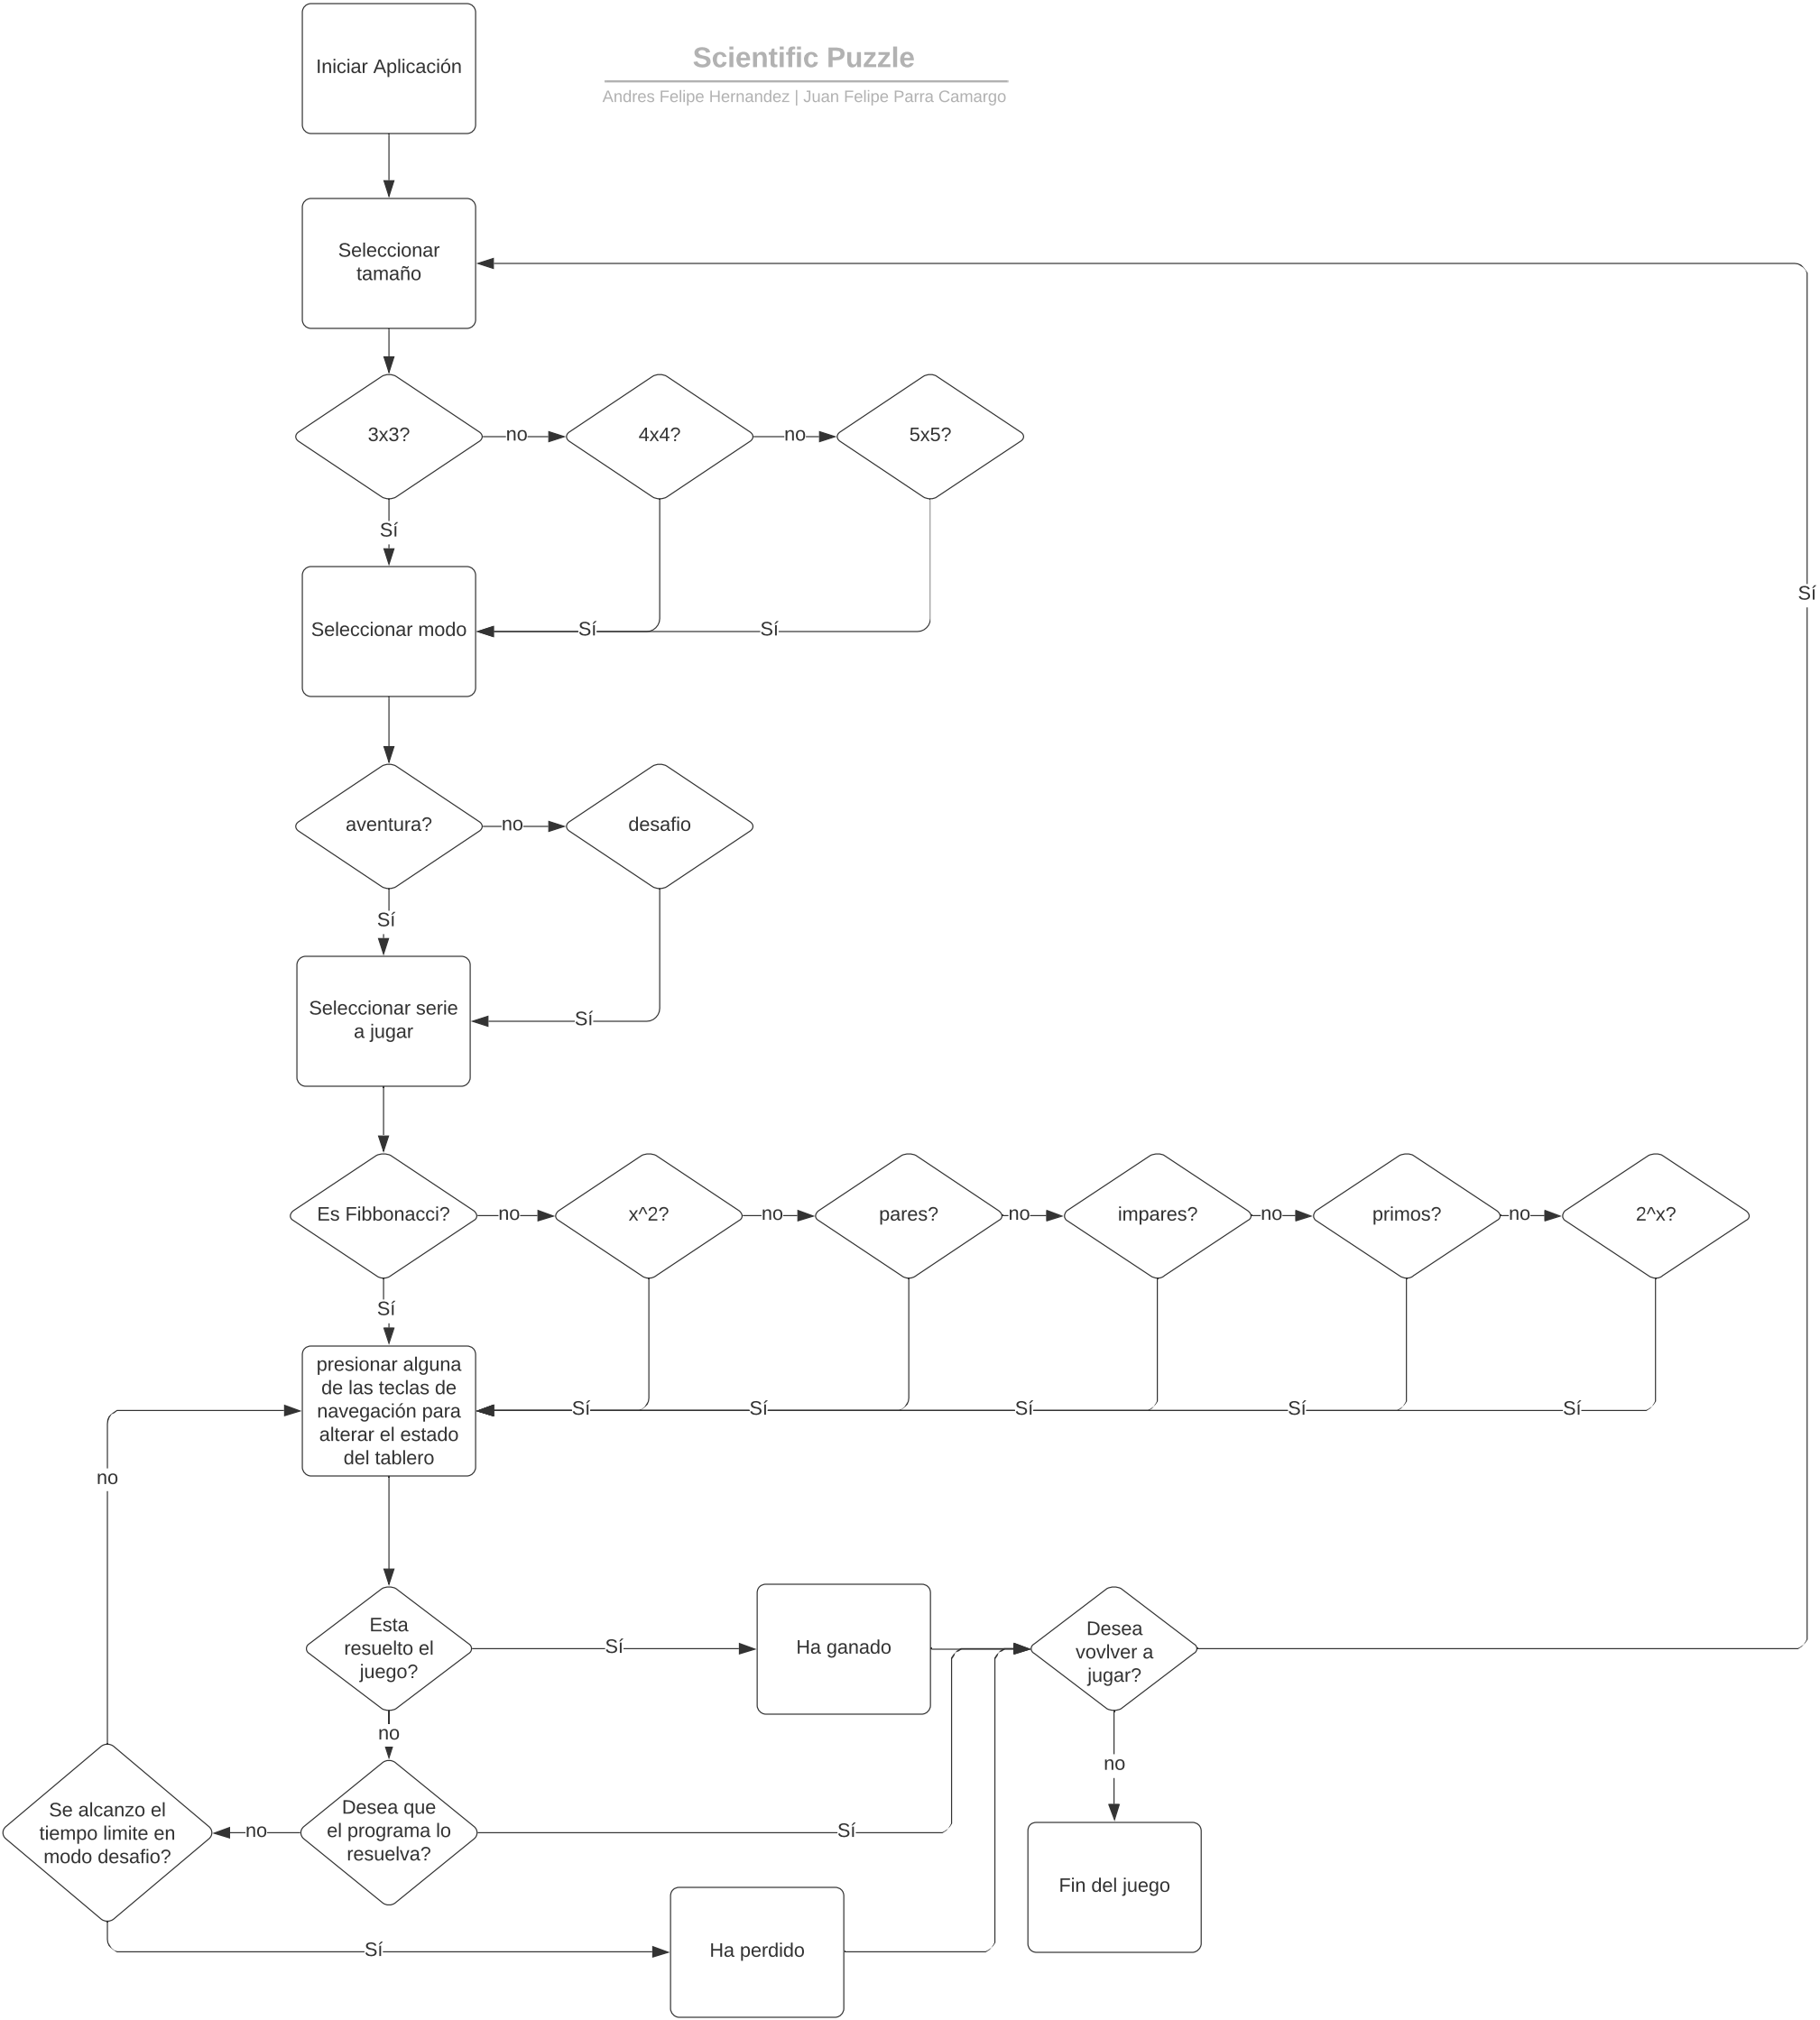 Iniciar Aplicación
Scientific Puzzle
Andres Felipe Hernandez | Juan Felipe Parra Camargo
Seleccionar
tamaño
3x3?
no
4x4?
no
5x5?
Sí
Sí
Seleccionar modo
Sí
Sí
aventura?
no
desafio
Sí
Seleccionar serie
a jugar
Sí
Es Fibbonacci?
no
x^2?
no
pares?
no
impares?
no
primos?
no
2^x?
Sí
presionar alguna
de las teclas de
navegación para
alterar el estado
del tablero
Sí
Sí
Sí
Sí
Sí
no
Esta
resuelto el
juego?
Sí
Ha ganado
Desea
vovlver a
jugar?
no
no
Se alcanzo el
tiempo limite en
modo desafio?
no
Desea que
el programa lo
resuelva?
Sí
Fin del juego
Sí
Ha perdido